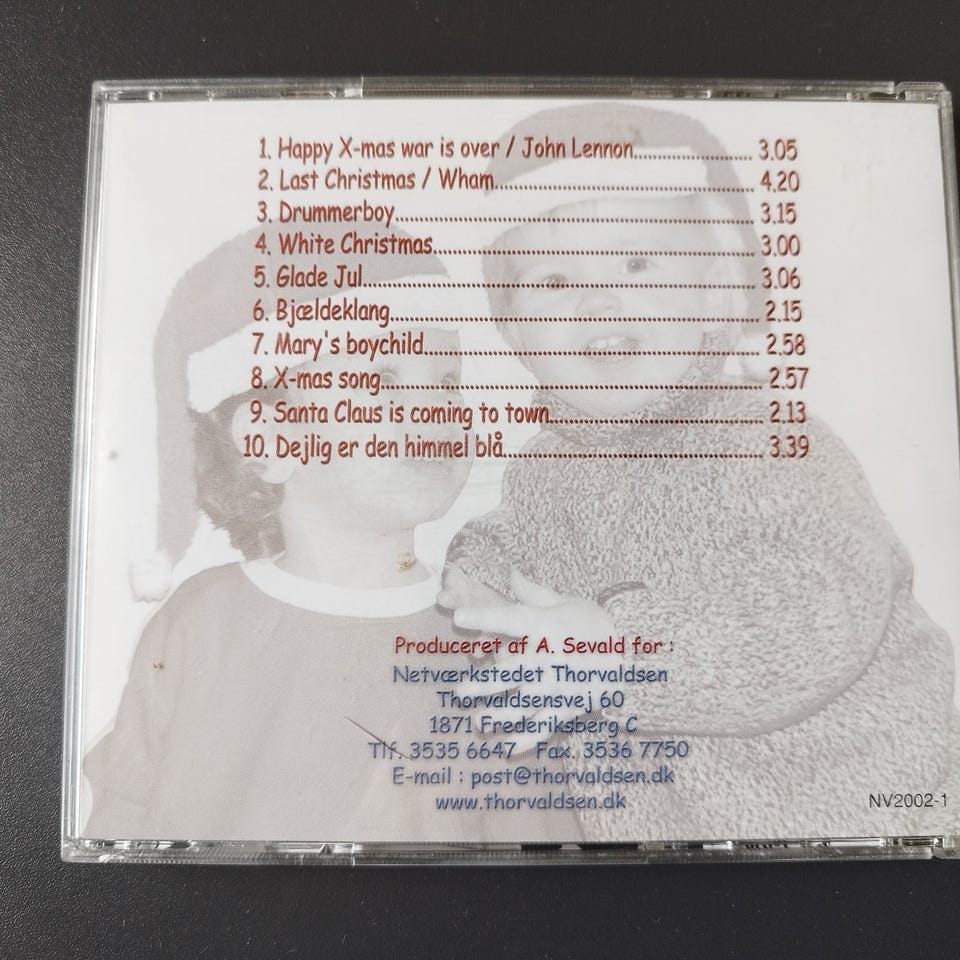 1. Happy X-mas war is over / John Lennon.................... 3.05
2. Last Christmas / Wham............................................ 4.20
3. Drummerboy............................................................. 3.15
4. White Christmas....................................................... 3.00
5. Glade Jul.................................................................. 3.06
6. Bjældeklang.............................................................. 2.15
7. Mary's boychild........................................................ 2.58
8. X-mas song............................................................... 2.57
9. Santa Claus is coming to town................................... 2.13
10. Dejlig er den himmel blå.......................................... 3.39
Produceret af A. Sevald for :
Netværkstedet Thorvaldsen
Thorvaldsensvej 60
1871 Frederiksberg C
Tlf. 3535 6647 Fax. 3536 7750
E-mail : post@thorvaldsen.dk
www.thorvaldsen.dk
NV2002-1